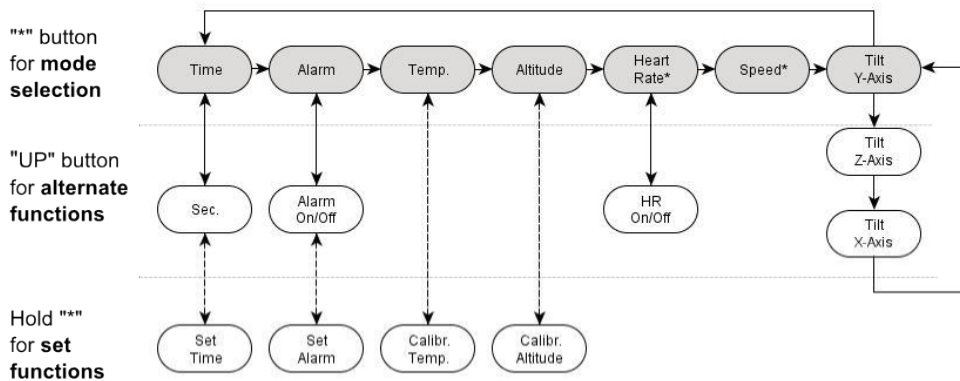 "*" button
for mode
selection
Time
Alarm
Temp.
Altitude
Heart
Rate*
Speed*
Tilt
Y-Axis
"UP" button
for alternate
functions
Sec.
Alarm
On/Off
HR
On/Off
Tilt
Z-Axis
Tilt
X-Axis
Hold "*"
for set
functions
Set
Time
Set
Alarm
Calibr.
Temp.
Calibr.
Altitude